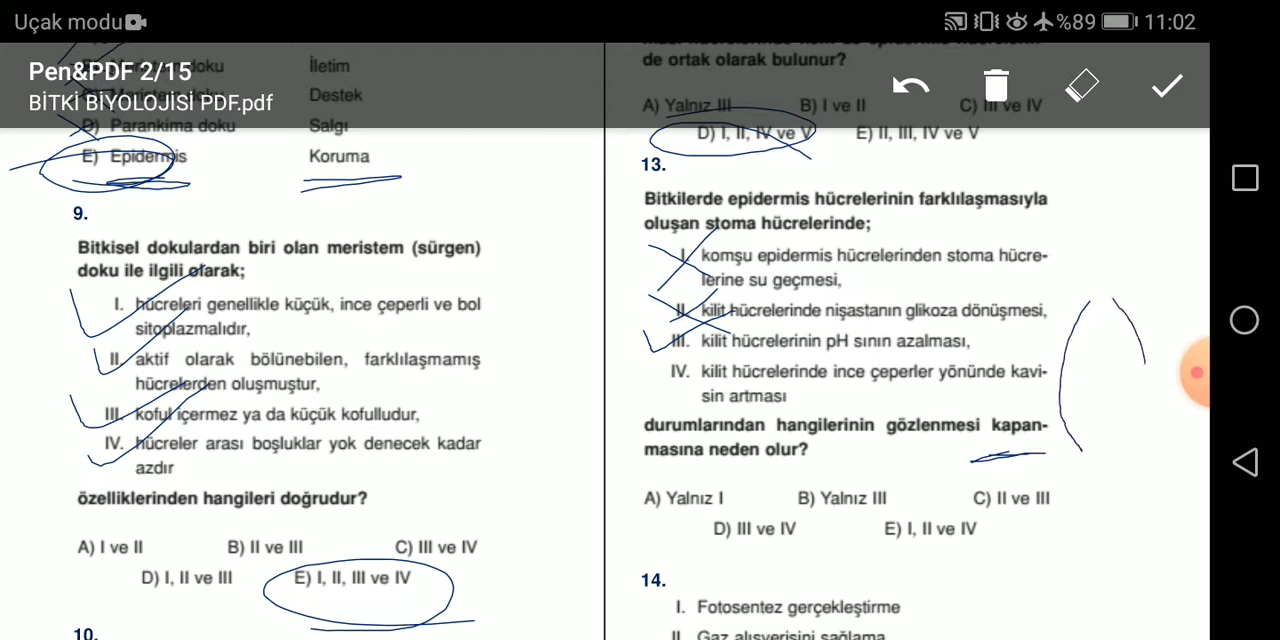 Uçak modu
%89 11:02
Pen&PDF 2/15
BİTKİ BİYOLOJİSİ PDF.pdf
doku İletim
Meristem doku Destek
D) Parankima doku Salgı
E) Epidermis Koruma
9.
Bitkisel dokulardan biri olan meristem (sürgen)
doku ile ilgili olarak;
I. hücreleri genellikle küçük, ince çeperli ve bol
sitoplazmalıdır,
II. aktif olarak bölünebilen, farklılaşmamış
hücrelerden oluşmuştur,
III. koful içermez ya da küçük kofulludur,
IV. hücreler arası boşluklar yok denecek kadar
azdır
özelliklerinden hangileri doğrudur?
A) I ve II B) II ve III C) III ve IV
D) I, II ve III E) I, II, III ve IV
10.
de ortak olarak bulunur?
A) Yalnız III B) I ve II C) III ve IV
D) I, II, IV ve V E) II, III, IV ve V
13.
Bitkilerde epidermis hücrelerinin farklılaşmasıyla
oluşan stoma hücrelerinde;
I. komşu epidermis hücrelerinden stoma hücre-
lerine su geçmesi,
II. kilit hücrelerinde nişastanın glikoza dönüşmesi,
III. kilit hücrelerinin pH sının azalması,
IV. kilit hücrelerinde ince çeperler yönünde kavi-
sin artması
durumlarından hangilerinin gözlenmesi kapan-
masına neden olur?
A) Yalnız I B) Yalnız III C) II ve III
D) III ve IV E) I, II ve IV
14.
I. Fotosentez gerçekleştirme
II. Gaz alışverişini sağlama